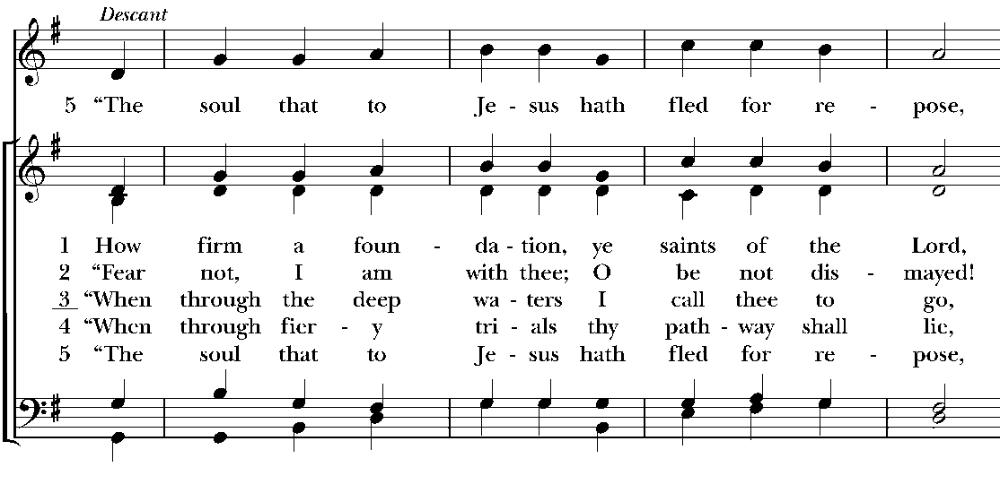 Descant
5 “The soul that to Je - sus hath fled for re - pose,
1 How firm a foun - da - tion, ye saints of the Lord,
2 “Fear not, I am with thee; O be not dis - mayed!
3 “When through the deep wa - ters I call thee to go,
4 “When through fier - y tri - als thy path - way shall lie,
5 “The soul that to Je - sus hath fled for re - pose,